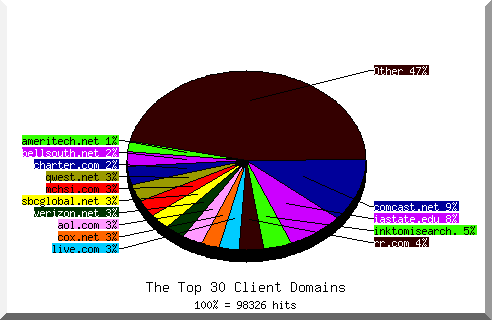 Other 47%
ameritech.net 1%
bellsouth.net 2%
charter.com 2%
qwest.net 3%
mchsi.com 3%
sbcglobal.net 3%
verizon.net 3%
aol.com 3%
cox.net 3%
live.com 3%
comcast.net 9%
iastate.edu 8%
inktomisearch. 5%
rr.com 4%
The Top 30 Client Domains
100% = 98326 hits